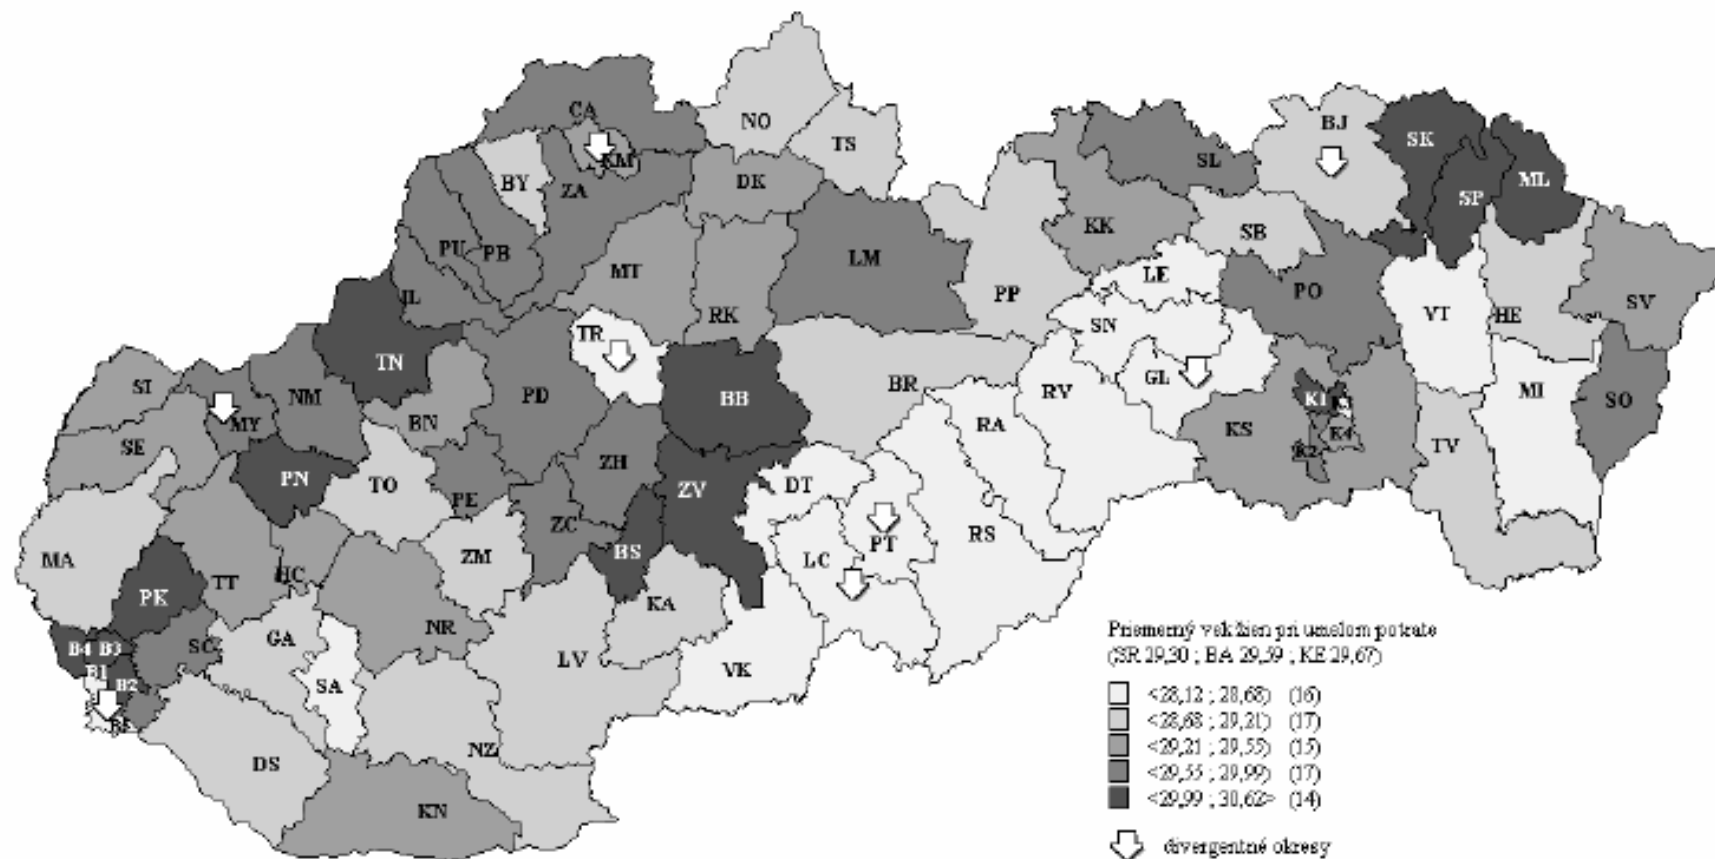 CA
NO
TS
BJ
SK
ML
KM
BY
ZA
DK
SL
SP
PU
PB
MT
LM
KK
SB
IL
RK
PP
LE
PO
VT
HE
SV
TN
TR
SN
SI
NM
PD
BB
BR
RV
GL
K1
K3
MI
SO
MY
BN
RA
KS
K4
SE
K2
TV
PN
TO
PE
ZH
ZV
DT
ZC
PT
RS
MA
ZM
BS
LC
PK
TT
HC
KA
GA
NR
B4
B3
SC
LV
VK
B1
B2
SA
B5
DS
NZ
KN
Priemerný vek žien pri umelom potrate
(SR 29,30 ; BA 29,59 ; KE 29,67)
<28,12 ; 28,68) (16)
<28,68 ; 29,21) (17)
<29,21 ; 29,55) (15)
<29,55 ; 29,99) (17)
<29,99 ; 30,62> (14)
divergentné okresy